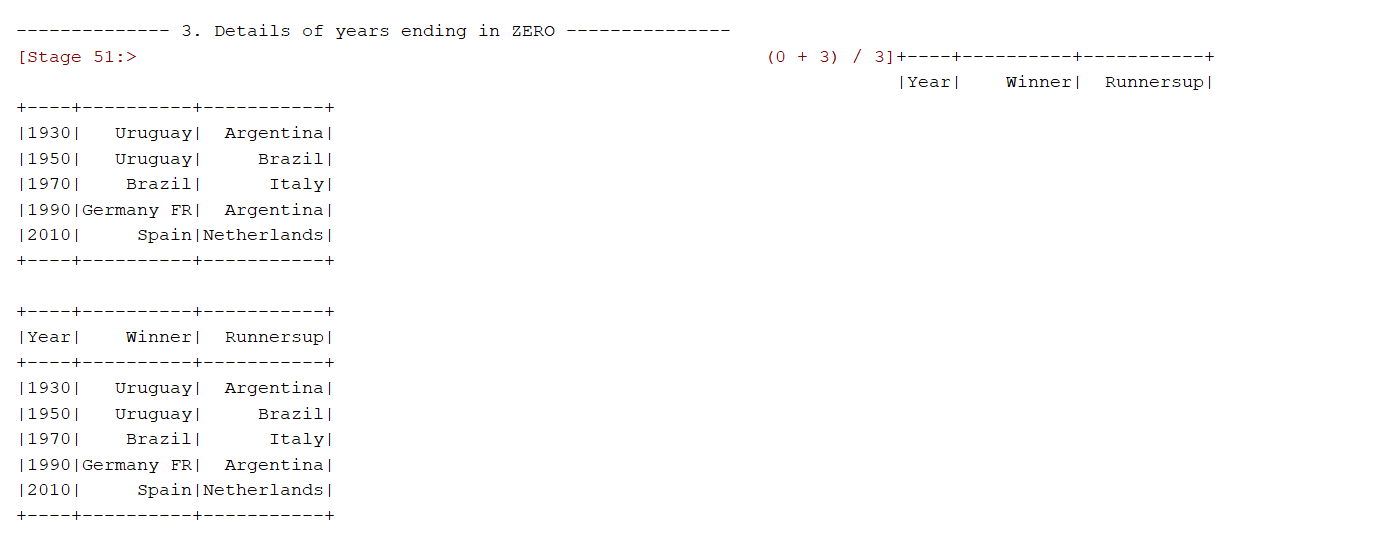 -------------- 3. Details of years ending in ZERO ---------------
[Stage 51:>                                                         (0 + 3) / 3]+----+----------+-----------+
|Year|    Winner|  Runnersup|
+----+----------+-----------+
|1930|   Uruguay|  Argentina|
|1950|   Uruguay|     Brazil|
|1970|    Brazil|      Italy|
|1990|Germany FR|  Argentina|
|2010|     Spain|Netherlands|
+----+----------+-----------+

+----+----------+-----------+
|Year|    Winner|  Runnersup|
+----+----------+-----------+
|1930|   Uruguay|  Argentina|
|1950|   Uruguay|     Brazil|
|1970|    Brazil|      Italy|
|1990|Germany FR|  Argentina|
|2010|     Spain|Netherlands|
+----+----------+-----------+